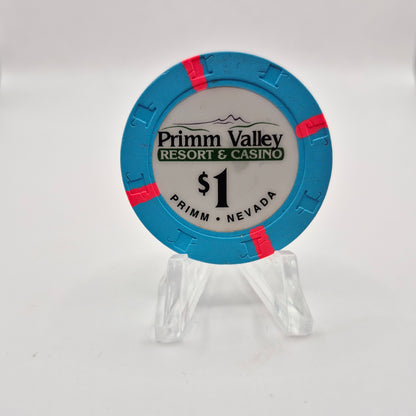 Primm Valley
RESORT & CASINO
$1
PRIMM • NEVADA